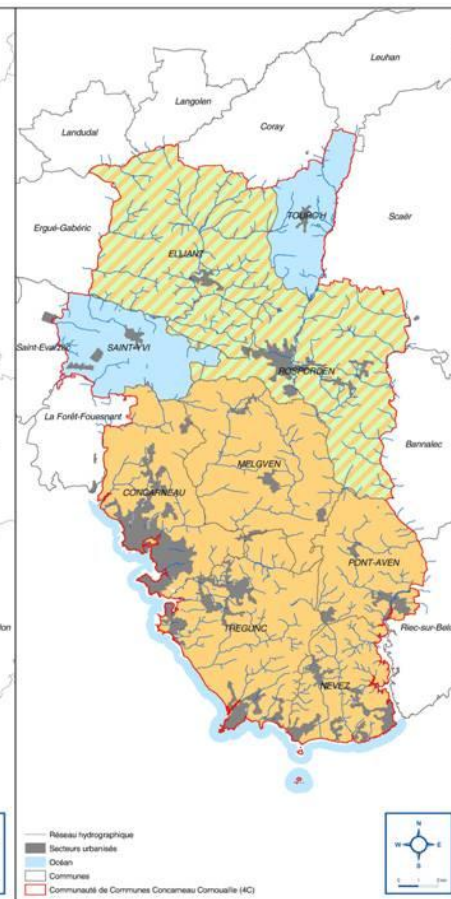 Leuhan
Langolen
Coray
Landudal
Scaër
TOURC'H
Ergué-Gabéric
ELLIANT
Saint-Evarzec
SAINT-YVI
ROSPORDEN
La Forêt-Fouesnant
Bannalec
MELGVEN
CONCARNEAU
PONT-AVEN
TREGUNC
Riec-sur-Belon
NEVEZ
lon
N
W E
S
Réseau hydrographique
Secteurs urbanisés
Océan
Communes
Communauté de Communes Concarneau Cornouaille (4C)